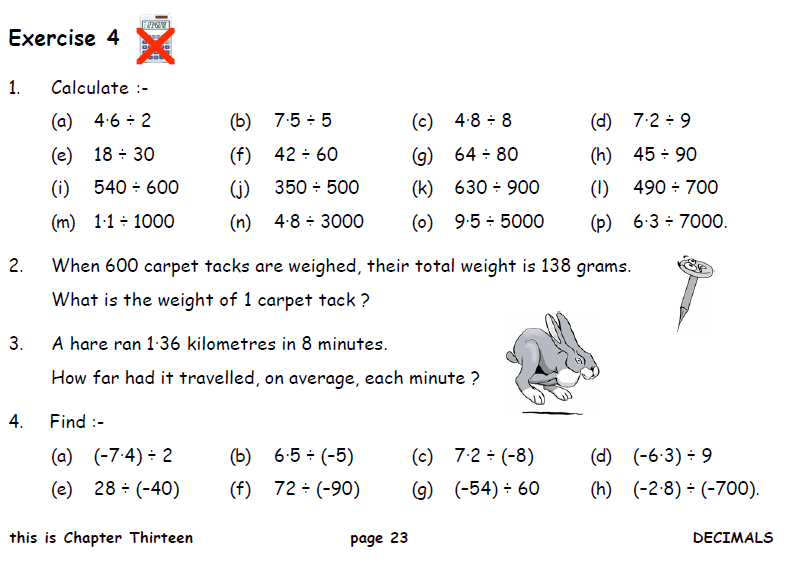 Exercise 4
1. Calculate :-
(a) 4·6 ÷ 2 (b) 7·5 ÷ 5 (c) 4·8 ÷ 8 (d) 7·2 ÷ 9
(e) 18 ÷ 30 (f) 42 ÷ 60 (g) 64 ÷ 80 (h) 45 ÷ 90
(i) 540 ÷ 600 (j) 350 ÷ 500 (k) 630 ÷ 900 (l) 490 ÷ 700
(m) 1·1 ÷ 1000 (n) 4·8 ÷ 3000 (o) 9·5 ÷ 5000 (p) 6·3 ÷ 7000.
2. When 600 carpet tacks are weighed, their total weight is 138 grams.
What is the weight of 1 carpet tack ?
3. A hare ran 1·36 kilometres in 8 minutes.
How far had it travelled, on average, each minute ?
4. Find :-
(a) (-7·4) ÷ 2 (b) 6·5 ÷ (-5) (c) 7·2 ÷ (-8) (d) (-6·3) ÷ 9
(e) 28 ÷ (-40) (f) 72 ÷ (-90) (g) (-54) ÷ 60 (h) (-2·8) ÷ (-700).
this is Chapter Thirteen page 23 DECIMALS